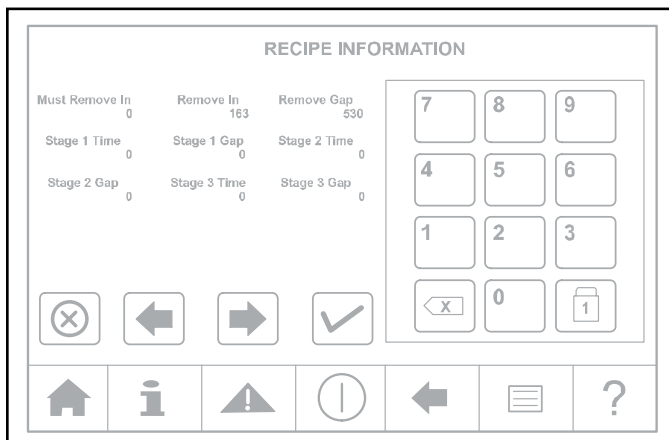 RECIPE INFORMATION
Must Remove In Remove In Remove Gap
0 163 530
Stage 1 Time Stage 1 Gap Stage 2 Time
0 0 0
Stage 2 Gap Stage 3 Time Stage 3 Gap
0 0 0
7 8 9
4 5 6
1 2 3
X 0 1
i ! ?